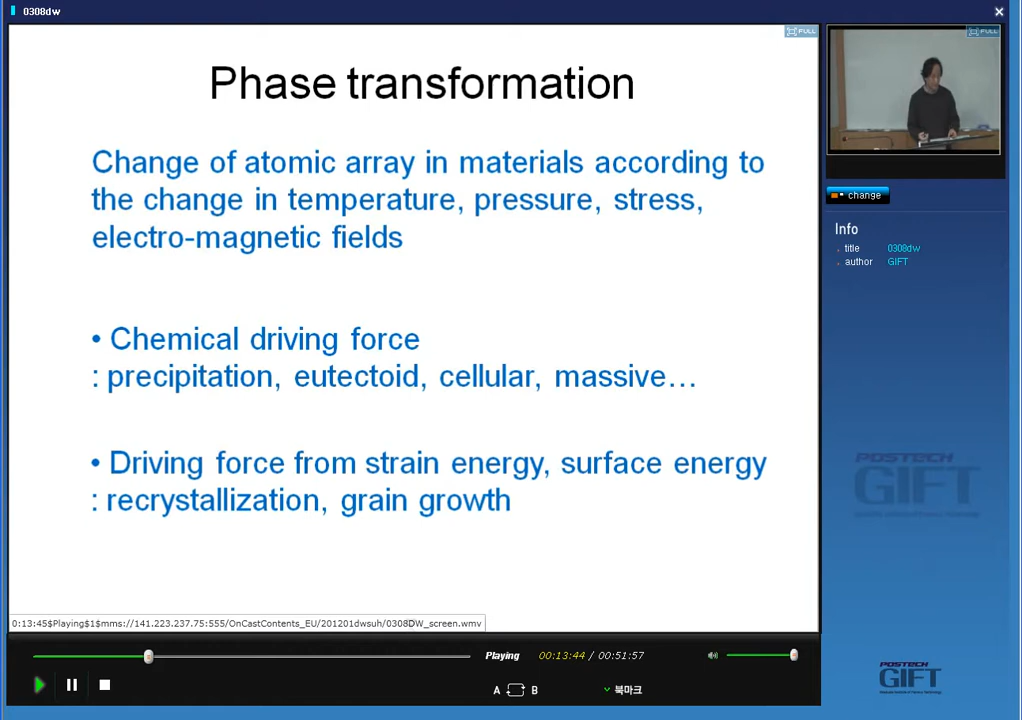 0308dw
FULL
FULL
Phase transformation
Change of atomic array in materials according to
the change in temperature, pressure, stress,
electro-magnetic fields
• Chemical driving force
: precipitation, eutectoid, cellular, massive…
• Driving force from strain energy, surface energy
: recrystallization, grain growth
change
Info
title 0308dw
author GIFT
POSTECH
GIFT
0:13:45$Playing$1$mms://141.223.237.75:555/OnCastContents_EU/201201dwsuh/0308DW_screen.wmv
Playing 00:13:44 / 00:51:57
A B 북마크
POSTECH
GIFT